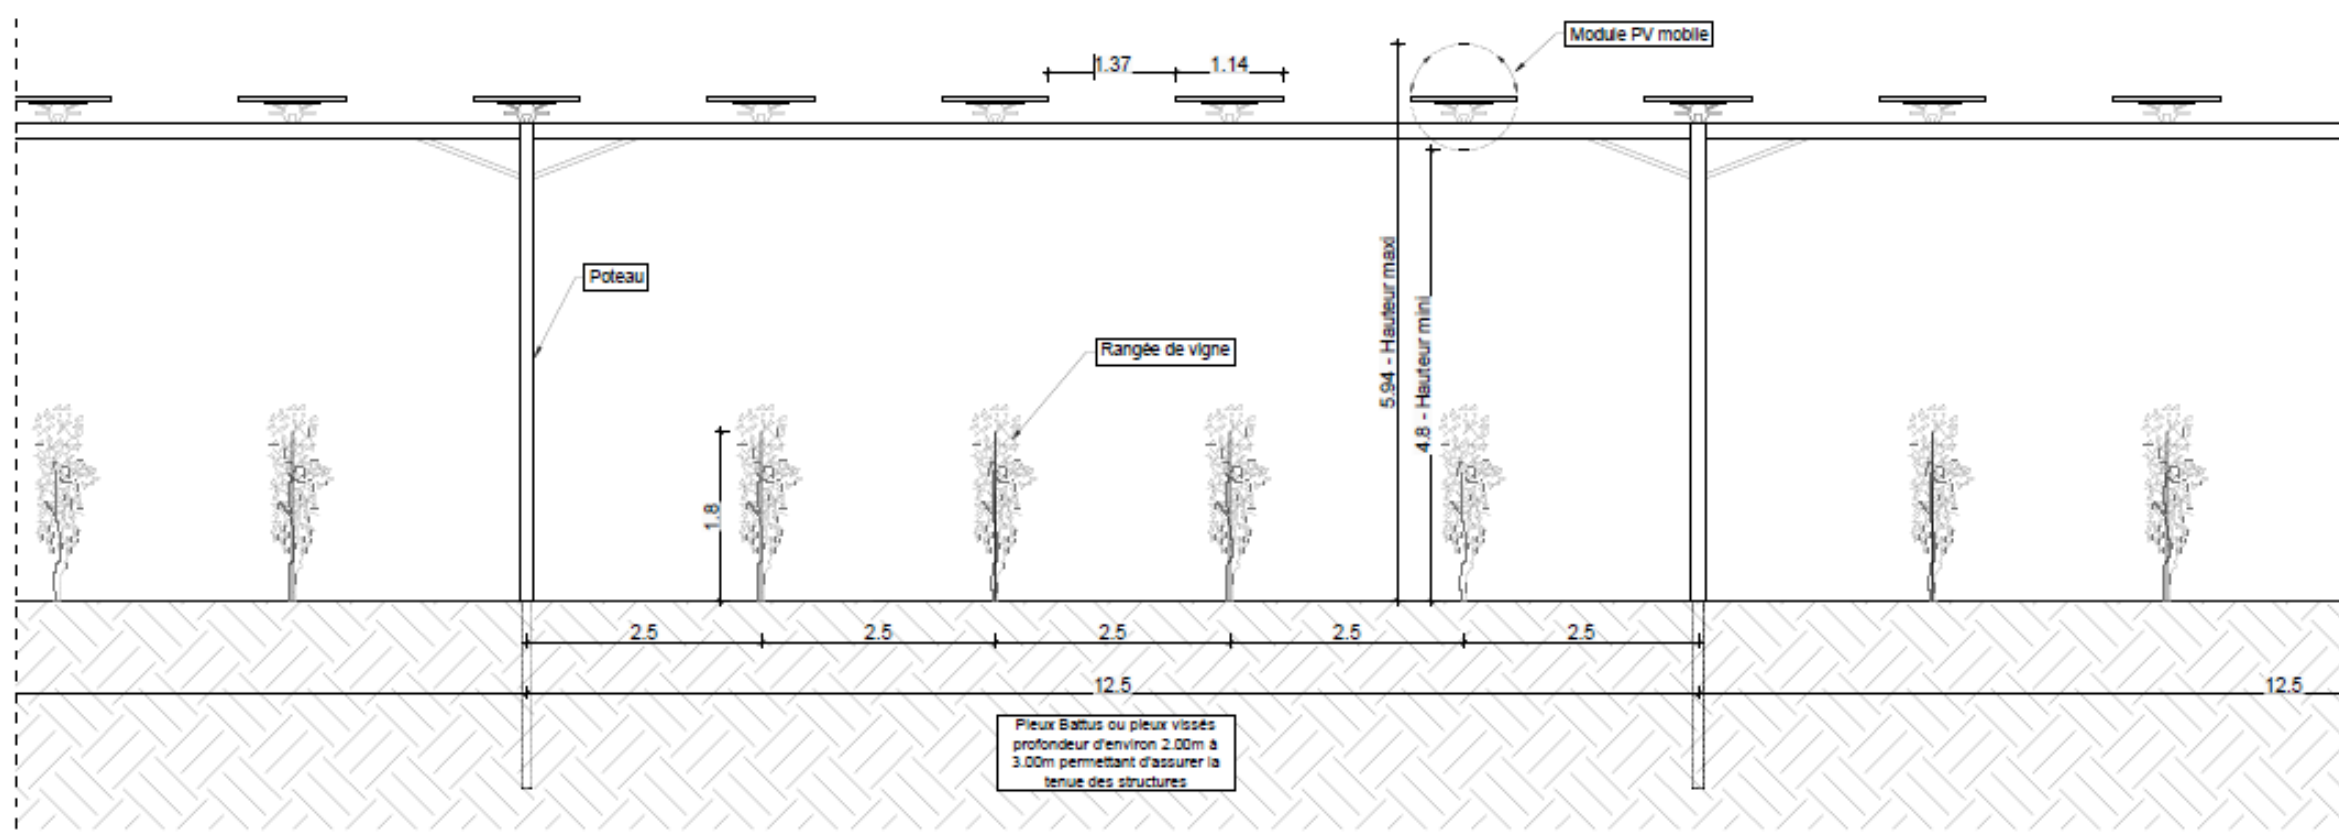 Module PV mobile
1.37
1.14
Poteau
Rangée de vigne
5.94 - Hauteur maxi
4.8 - Hauteur mini
1.8
2.5
2.5
2.5
2.5
2.5
12.5
12.5
Pieux Battus ou pieux vissés
profondeur d'environ 2.00m à
3.00m permettant d'assurer la
tenue des structures